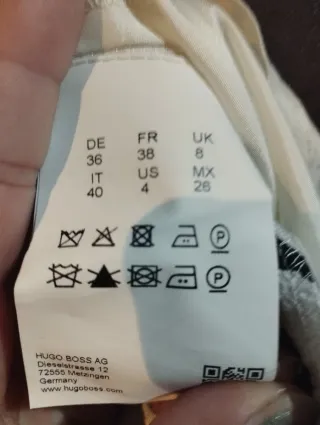 DE FR UK
36 38 8
IT US MX
40 4 26
P
P
HUGO BOSS AG
Dieselstrasse 12
72555 Metzingen
Germany
www.hugoboss.com